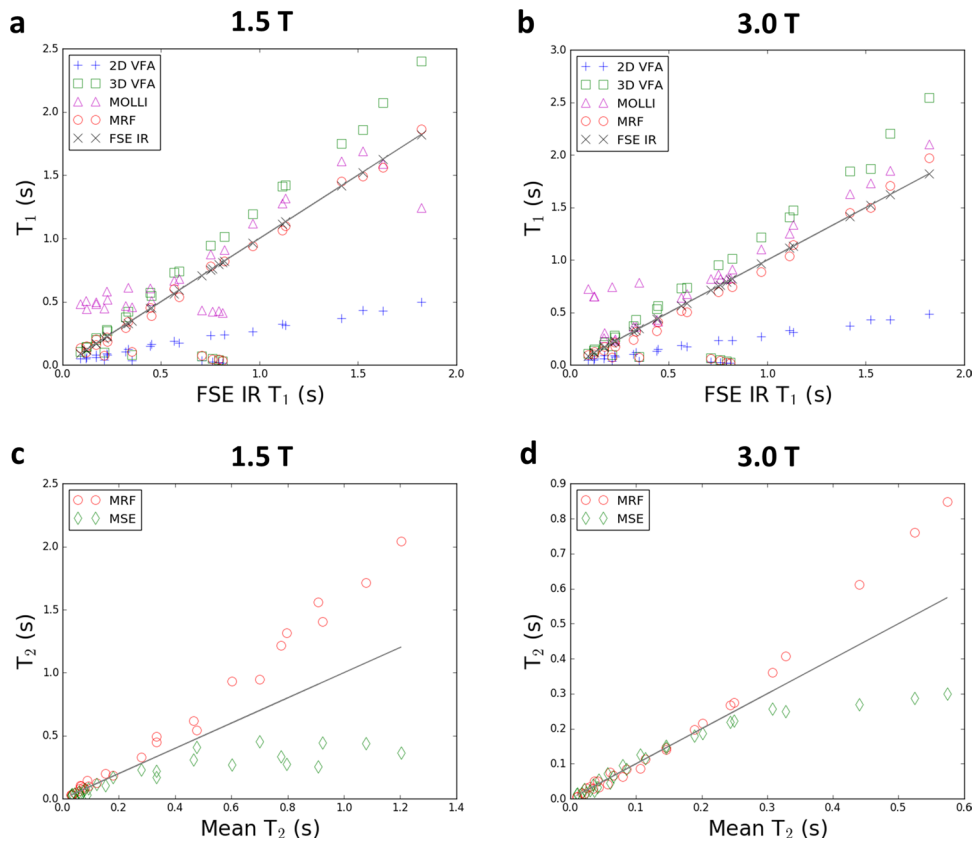 a
1.5 T
2D VFA
3D VFA
MOLLI
MRF
FSE IR
T₁ (s)
2.5
2.0
1.5
1.0
0.5
0.0
0.0 0.5 1.0 1.5 2.0
FSE IR T₁ (s)
b
3.0 T
2D VFA
3D VFA
MOLLI
MRF
FSE IR
T₁ (s)
3.0
2.5
2.0
1.5
1.0
0.5
0.0
0.0 0.5 1.0 1.5 2.0
FSE IR T₁ (s)
c
1.5 T
MRF
MSE
T₂ (s)
2.5
2.0
1.5
1.0
0.5
0.0
0.0 0.2 0.4 0.6 0.8 1.0 1.2 1.4
Mean T₂ (s)
d
3.0 T
MRF
MSE
T₂ (s)
0.9
0.8
0.7
0.6
0.5
0.4
0.3
0.2
0.1
0.0
0.0 0.1 0.2 0.3 0.4 0.5 0.6
Mean T₂ (s)